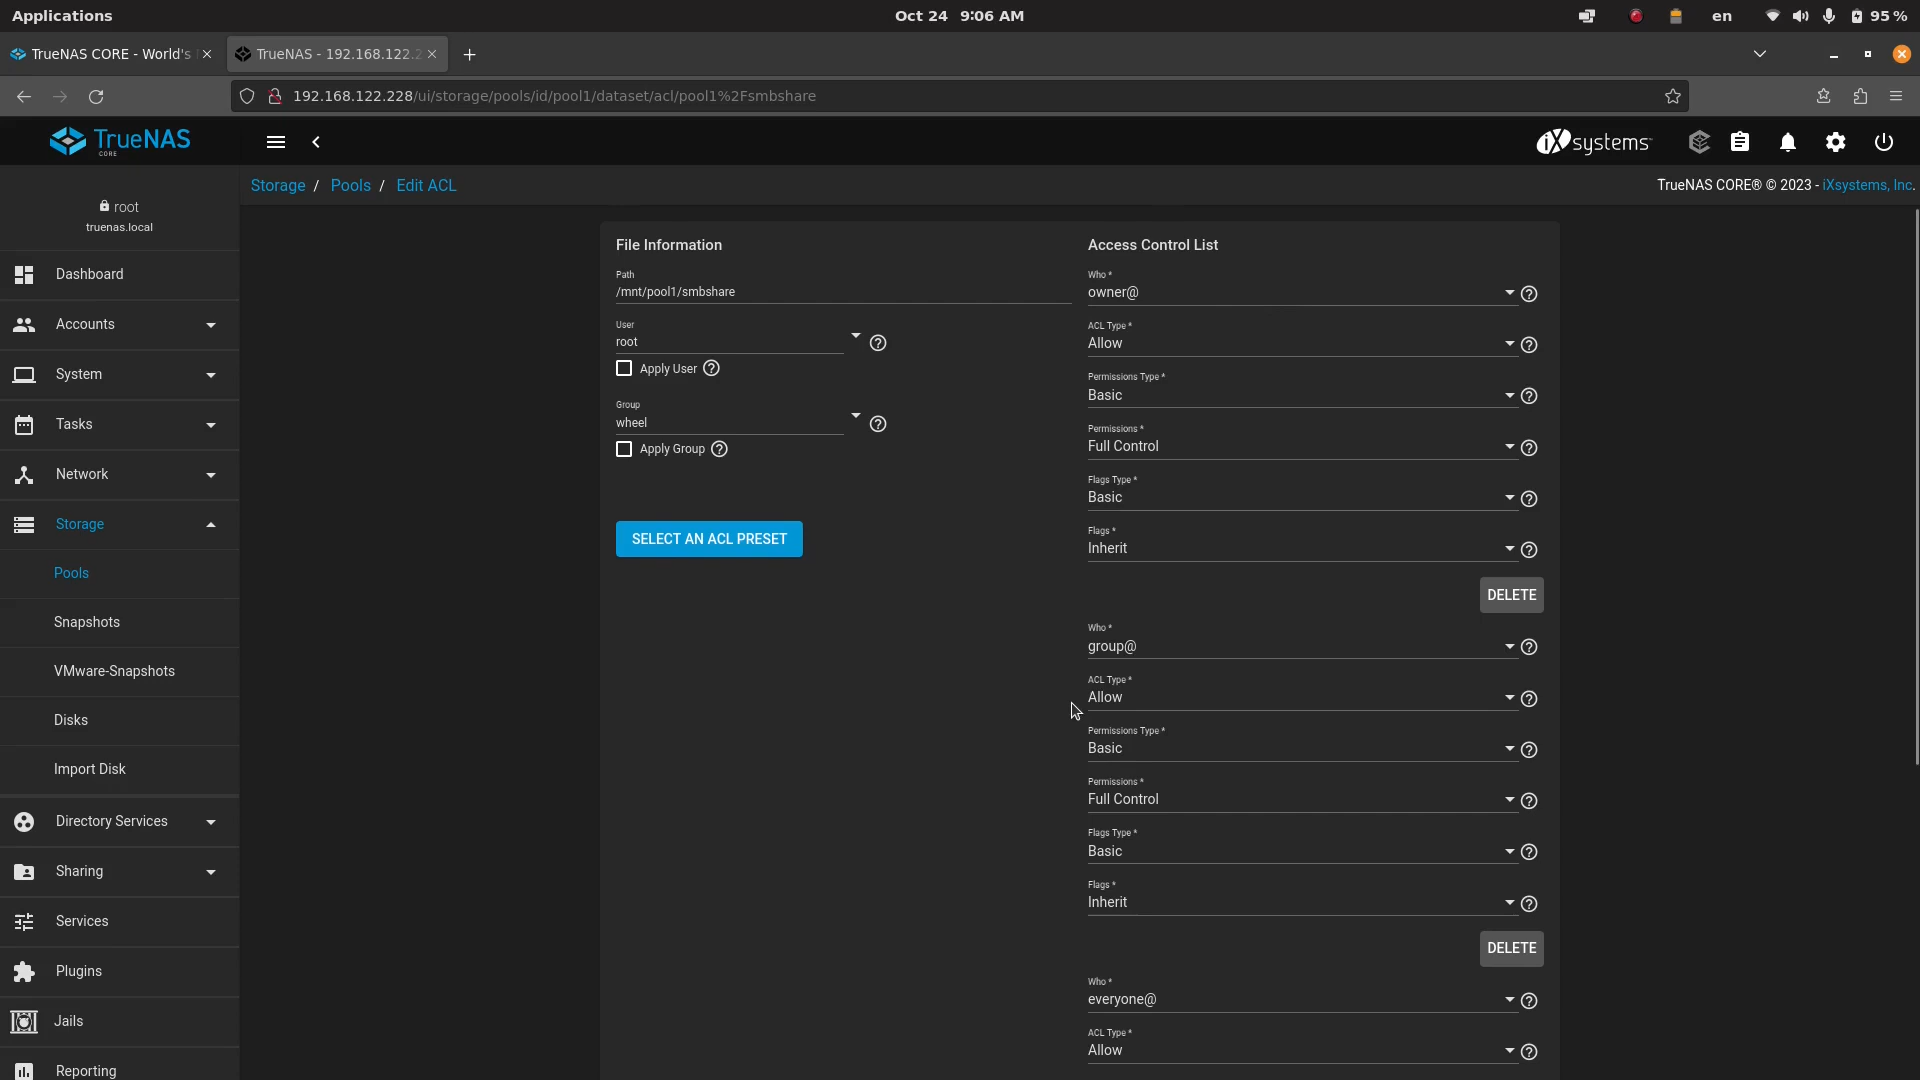 Applications
Oct 24 9:06 AM
en
95 %
TrueNAS CORE - World's
TrueNAS - 192.168.122.2
192.168.122.228/ui/storage/pools/id/pool1/dataset/acl/pool1%2Fsmbshare
TrueNAS
CORE
iXsystems
Storage / Pools / Edit ACL
TrueNAS CORE® © 2023 - iXsystems, Inc.
root
truenas.local
Dashboard
Accounts
System
Tasks
Network
Storage
Pools
Snapshots
VMware-Snapshots
Disks
Import Disk
Directory Services
Sharing
Services
Plugins
Jails
Reporting
File Information
Path
/mnt/pool1/smbshare
User
root
Apply User
Group
wheel
Apply Group
SELECT AN ACL PRESET
Access Control List
Who *
owner@
ACL Type *
Allow
Permissions Type *
Basic
Permissions *
Full Control
Flags Type *
Basic
Flags *
Inherit
DELETE
Who *
group@
ACL Type *
Allow
Permissions Type *
Basic
Permissions *
Full Control
Flags Type *
Basic
Flags *
Inherit
DELETE
Who *
everyone@
ACL Type *
Allow